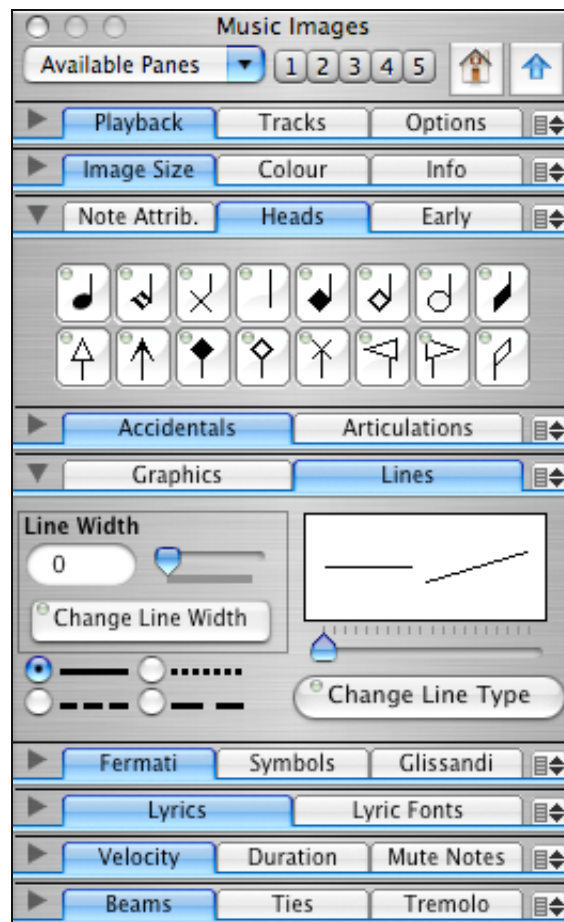 Music Images
Available Panes 1 2 3 4 5
Playback Tracks Options
Image Size Colour Info
Note Attrib. Heads Early
Accidentals Articulations
Graphics Lines
Line Width
0
Change Line Width
Change Line Type
Fermati Symbols Glissandi
Lyrics Lyric Fonts
Velocity Duration Mute Notes
Beams Ties Tremolo